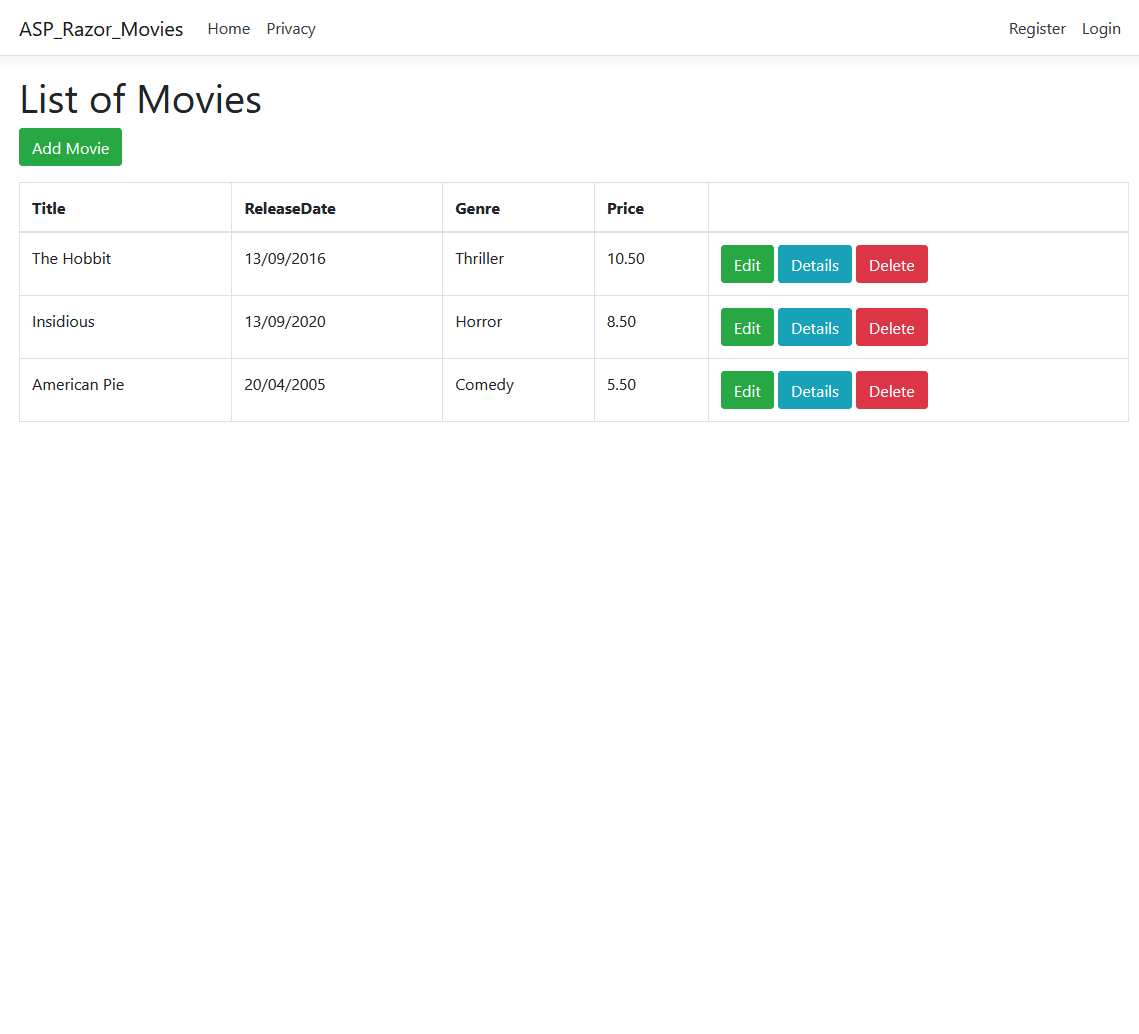 ASP_Razor_Movies Home Privacy Register Login
List of Movies
Add Movie
Title ReleaseDate Genre Price
The Hobbit 13/09/2016 Thriller 10.50 Edit Details Delete
Insidious 13/09/2020 Horror 8.50 Edit Details Delete
American Pie 20/04/2005 Comedy 5.50 Edit Details Delete